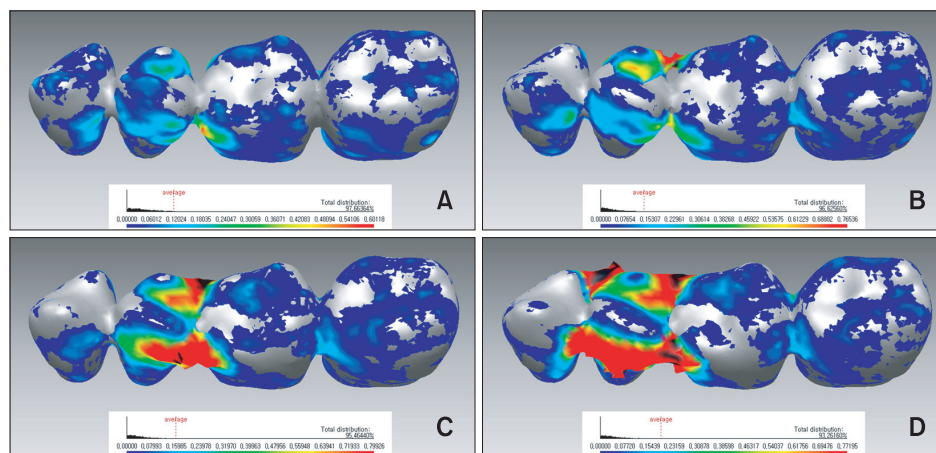 average
Total distribution:
97,66364%
0,00000 0,06012 0,12024 0,18035 0,24047 0,30059 0,36071 0,42083 0,48094 0,54106 0,60118
A
average
Total distribution:
96,62560%
0,00000 0,07654 0,15307 0,22961 0,30614 0,38268 0,45922 0,53575 0,61229 0,68882 0,76536
B
average
Total distribution:
95,46440%
0,00000 0,07993 0,15985 0,23978 0,31970 0,39963 0,47956 0,55948 0,63941 0,71933 0,79926
C
average
Total distribution:
93,26160%
0,00000 0,07720 0,15439 0,23159 0,30878 0,38598 0,46317 0,54037 0,61756 0,69476 0,77195
D